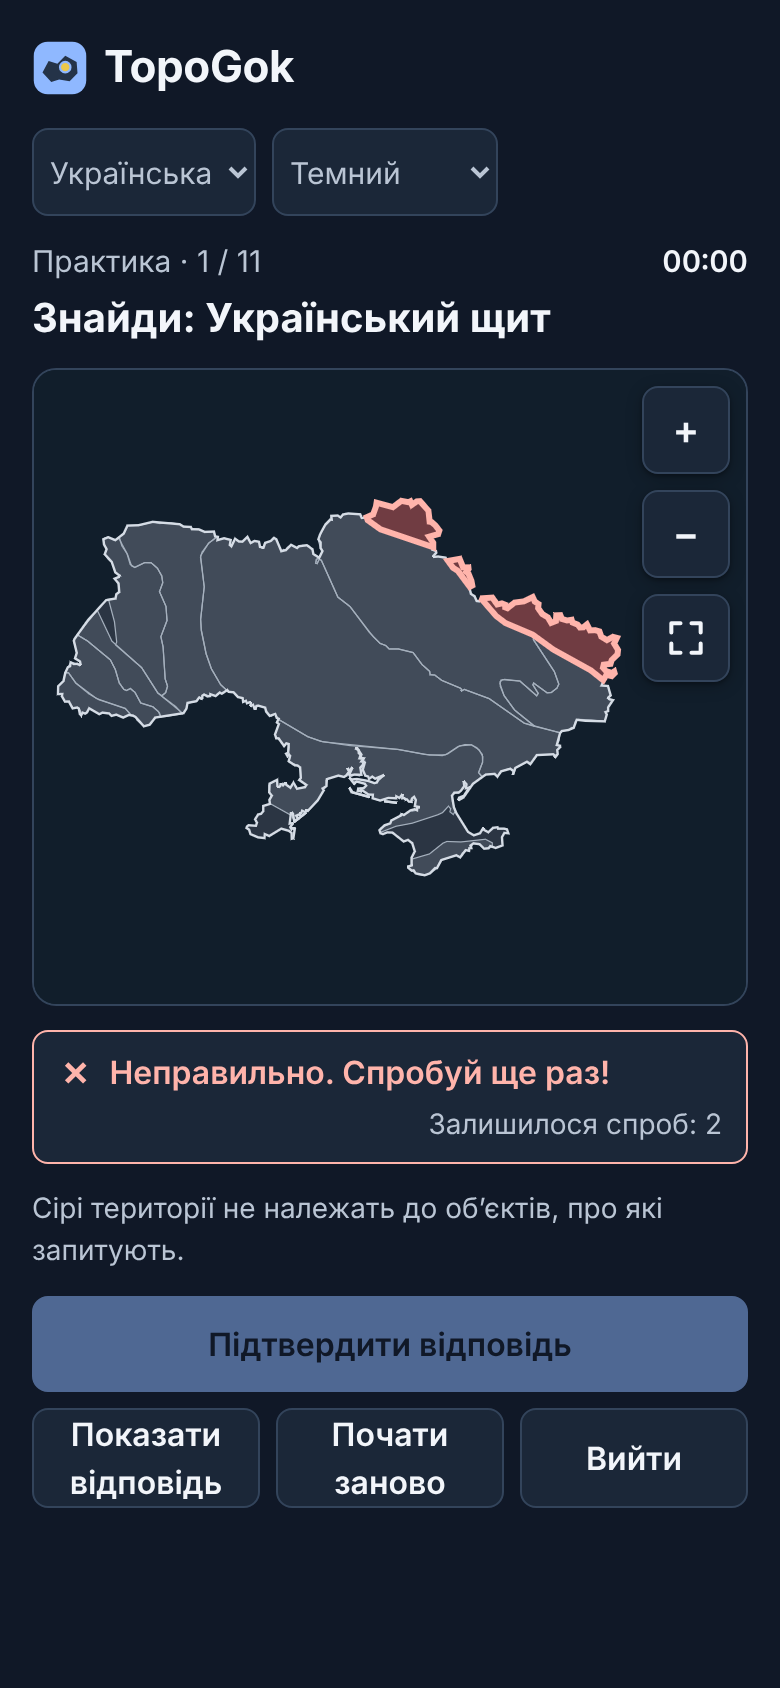 TopoGok
Українська
Темний
Практика · 1 / 11
00:00
Знайди: Український щит
+
−
✕ Неправильно. Спробуй ще раз!
Залишилося спроб: 2
Сірі території не належать до об’єктів, про які
запитують.
Підтвердити відповідь
Показати
відповідь
Почати
заново
Вийти